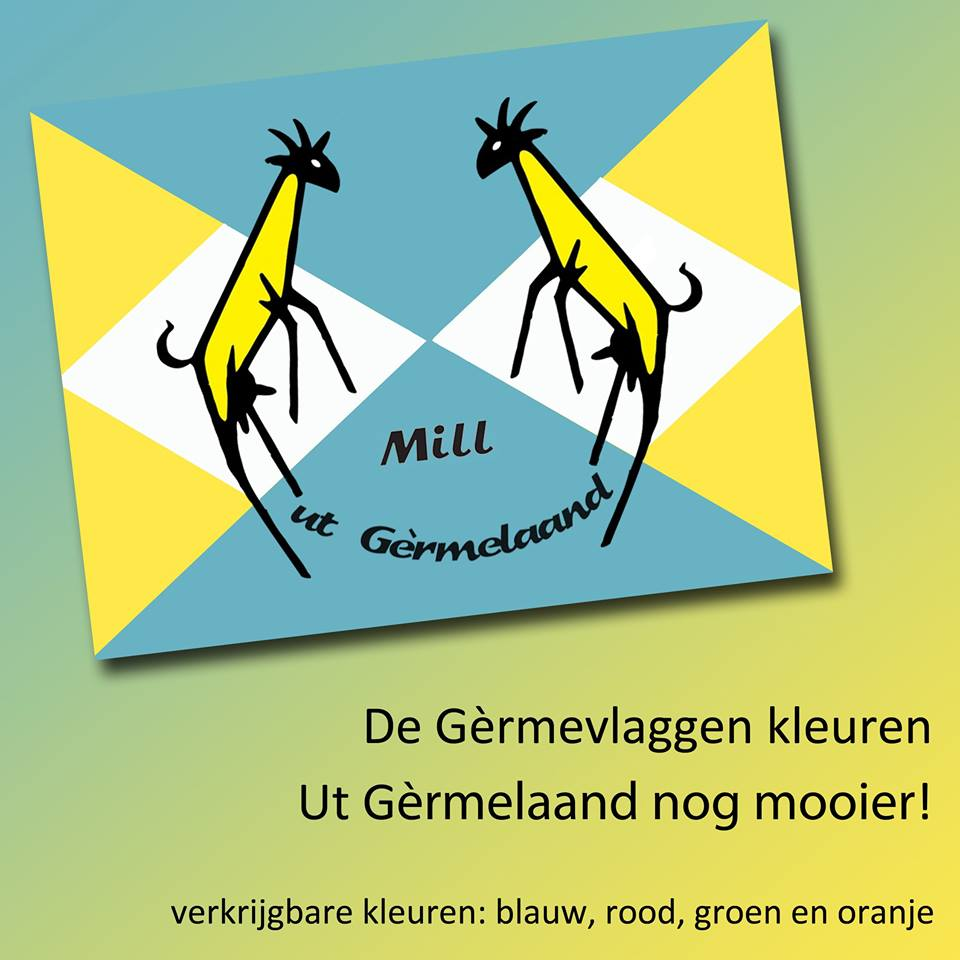 Mill
ut Gèrmelaand
De Gèrmevlaggen kleuren
Ut Gèrmelaand nog mooier!
verkrijgbare kleuren: blauw, rood, groen en oranje